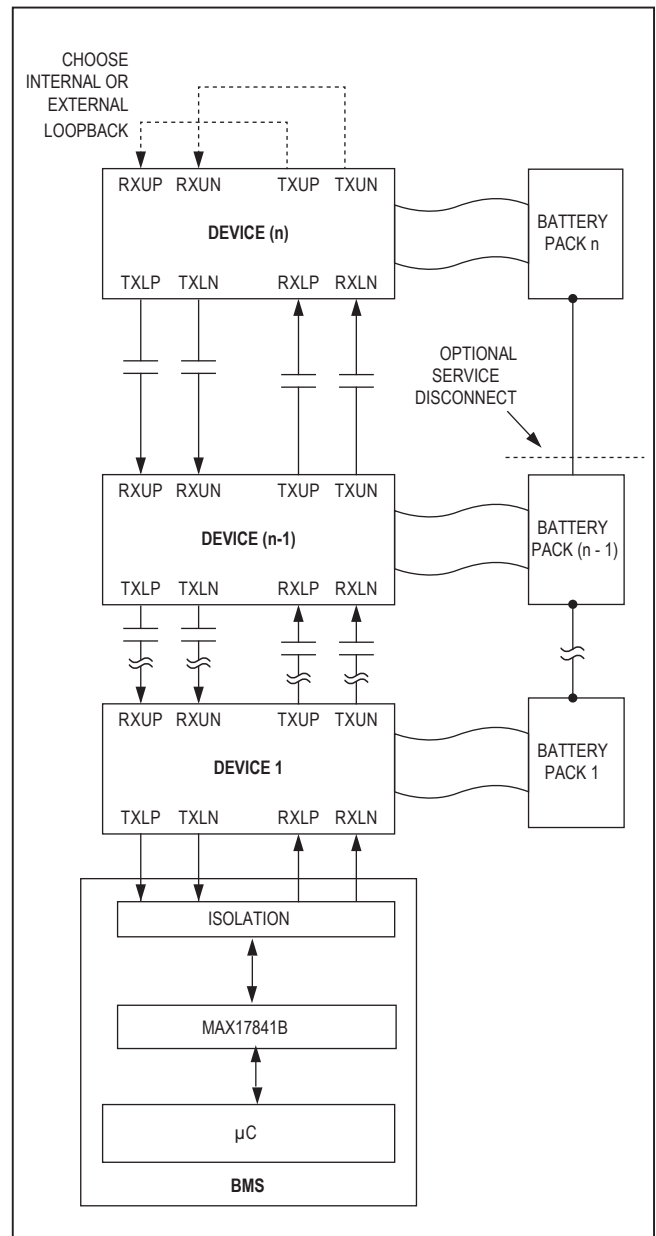 CHOOSE
INTERNAL OR
EXTERNAL
LOOPBACK
RXUP RXUN TXUP TXUN
DEVICE (n)
TXLP TXLN RXLP RXLN
BATTERY
PACK n
OPTIONAL
SERVICE
DISCONNECT
RXUP RXUN TXUP TXUN
DEVICE (n-1)
TXLP TXLN RXLP RXLN
BATTERY
PACK (n - 1)
RXUP RXUN TXUP TXUN
DEVICE 1
TXLP TXLN RXLP RXLN
BATTERY
PACK 1
ISOLATION
MAX17841B
µC
BMS